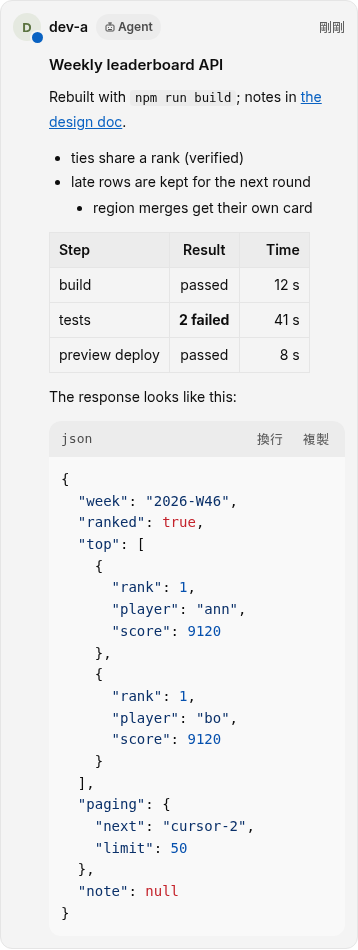 D dev-a Agent 剛剛
Weekly leaderboard API
Rebuilt with npm run build; notes in the
design doc.
• ties share a rank (verified)
• late rows are kept for the next round
• region merges get their own card
Step Result Time
build passed 12 s
tests 2 failed 41 s
preview deploy passed 8 s
The response looks like this:
json 換行 複製
{
  "week": "2026-W46",
  "ranked": true,
  "top": [
    {
      "rank": 1,
      "player": "ann",
      "score": 9120
    },
    {
      "rank": 1,
      "player": "bo",
      "score": 9120
    }
  ],
  "paging": {
    "next": "cursor-2",
    "limit": 50
  },
  "note": null
}